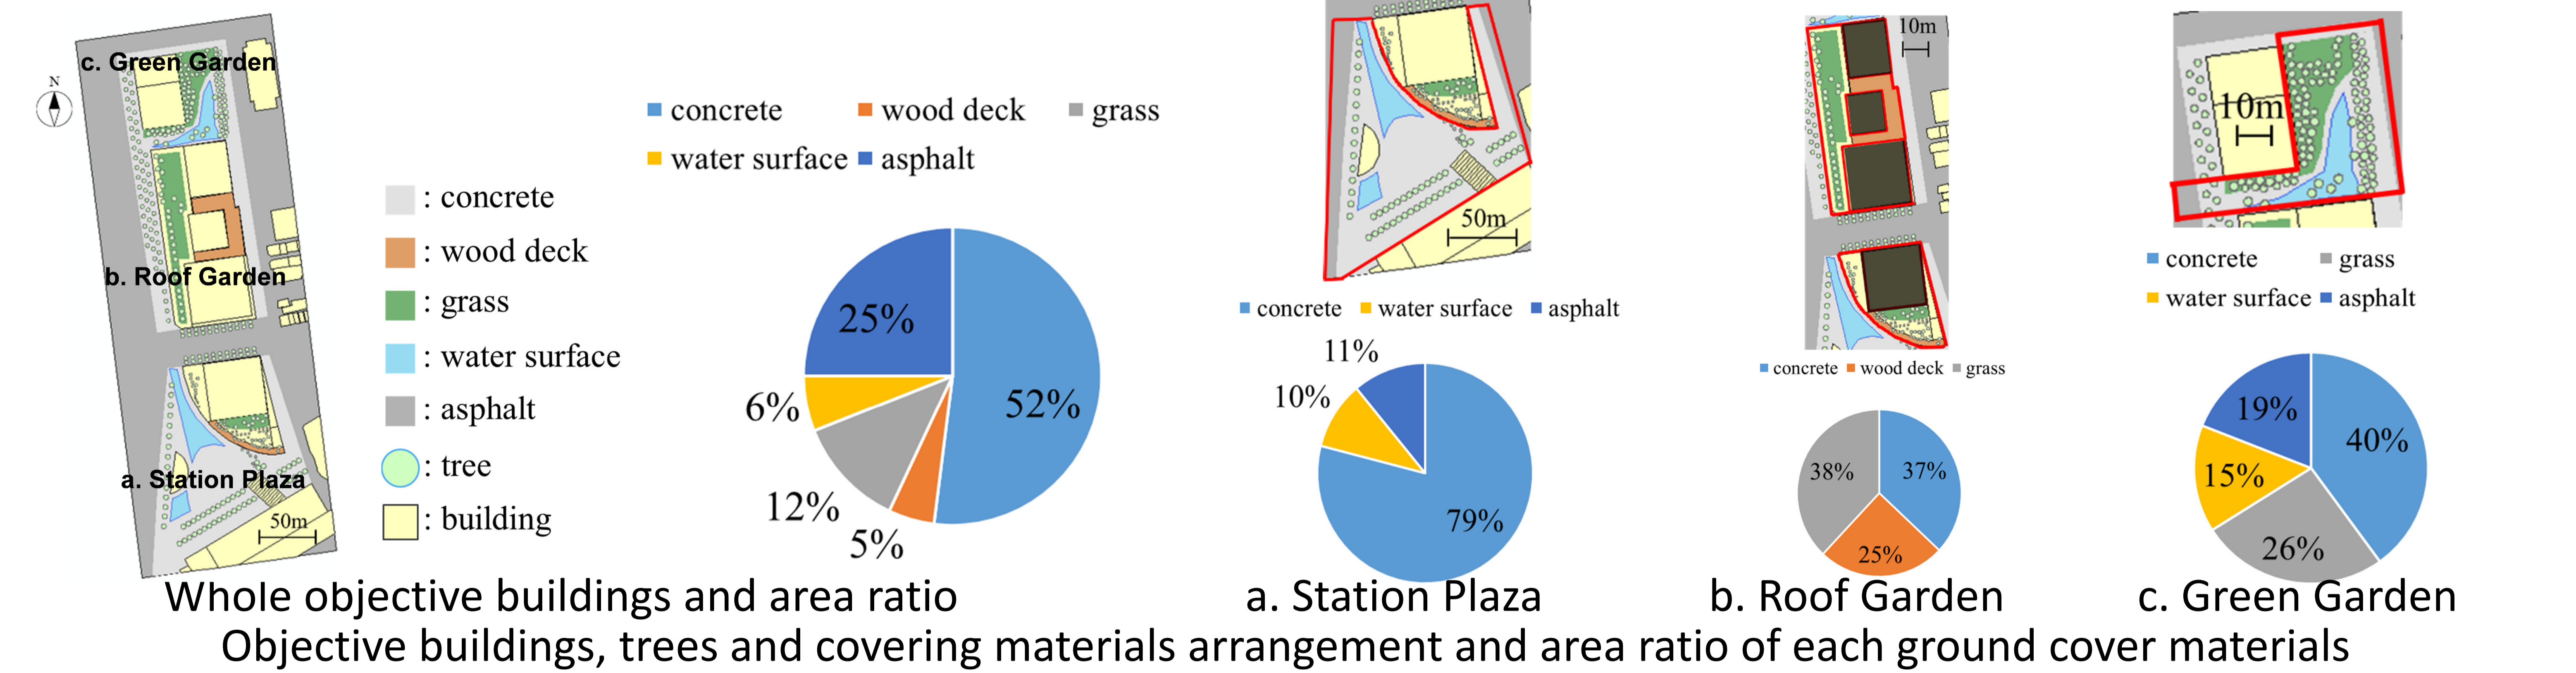 c. Green Garden
N
b. Roof Garden
a. Station Plaza
50m
: concrete
: wood deck
: grass
: water surface
: asphalt
: tree
: building
concrete wood deck grass
water surface asphalt
25%
52%
6%
12%
5%
Whole objective buildings and area ratio
50m
concrete water surface asphalt
11%
10%
79%
a. Station Plaza
10m
concrete wood deck grass
38%
37%
25%
b. Roof Garden
10m
concrete grass
water surface asphalt
19%
40%
15%
26%
c. Green Garden
Objective buildings, trees and covering materials arrangement and area ratio of each ground cover materials